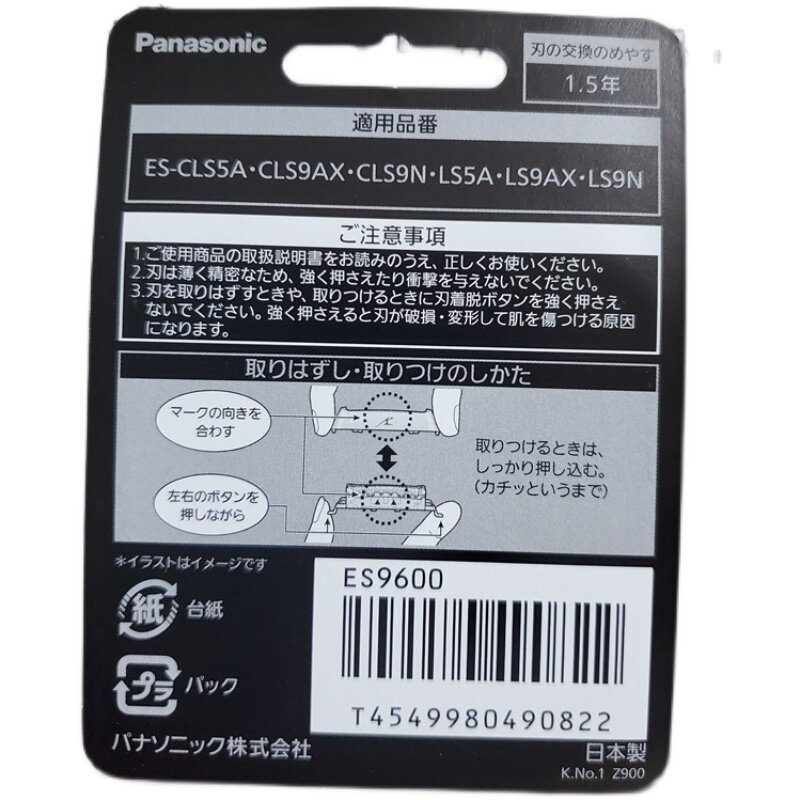 Panasonic
刃の交換のめやす
1.5年
適用品番
ES-CLS5A・CLS9AX・CLS9N・LS5A・LS9AX・LS9N
ご注意事項
1.ご使用商品の取扱説明書をお読みのうえ、正しくお使いください。
2.刃は薄く精密なため、強く押さえたり衝撃を与えないでください。
3.刃を取りはずすときや、取りつけるときに刃着脱ボタンを強く押さえ
ないでください。強く押さえると刃が破損・変形して肌を傷つける原因
になります。
取りはずし・取りつけのしかた
マークの向きを
合わす
取りつけるときは、
しっかり押し込む。
(カチッというまで)
左右のボタンを
押しながら
*イラストはイメージです
紙
台紙
プラ
パック
パナソニック株式会社
ES9600
T4549980490822
日本製
K.No.1 Z900